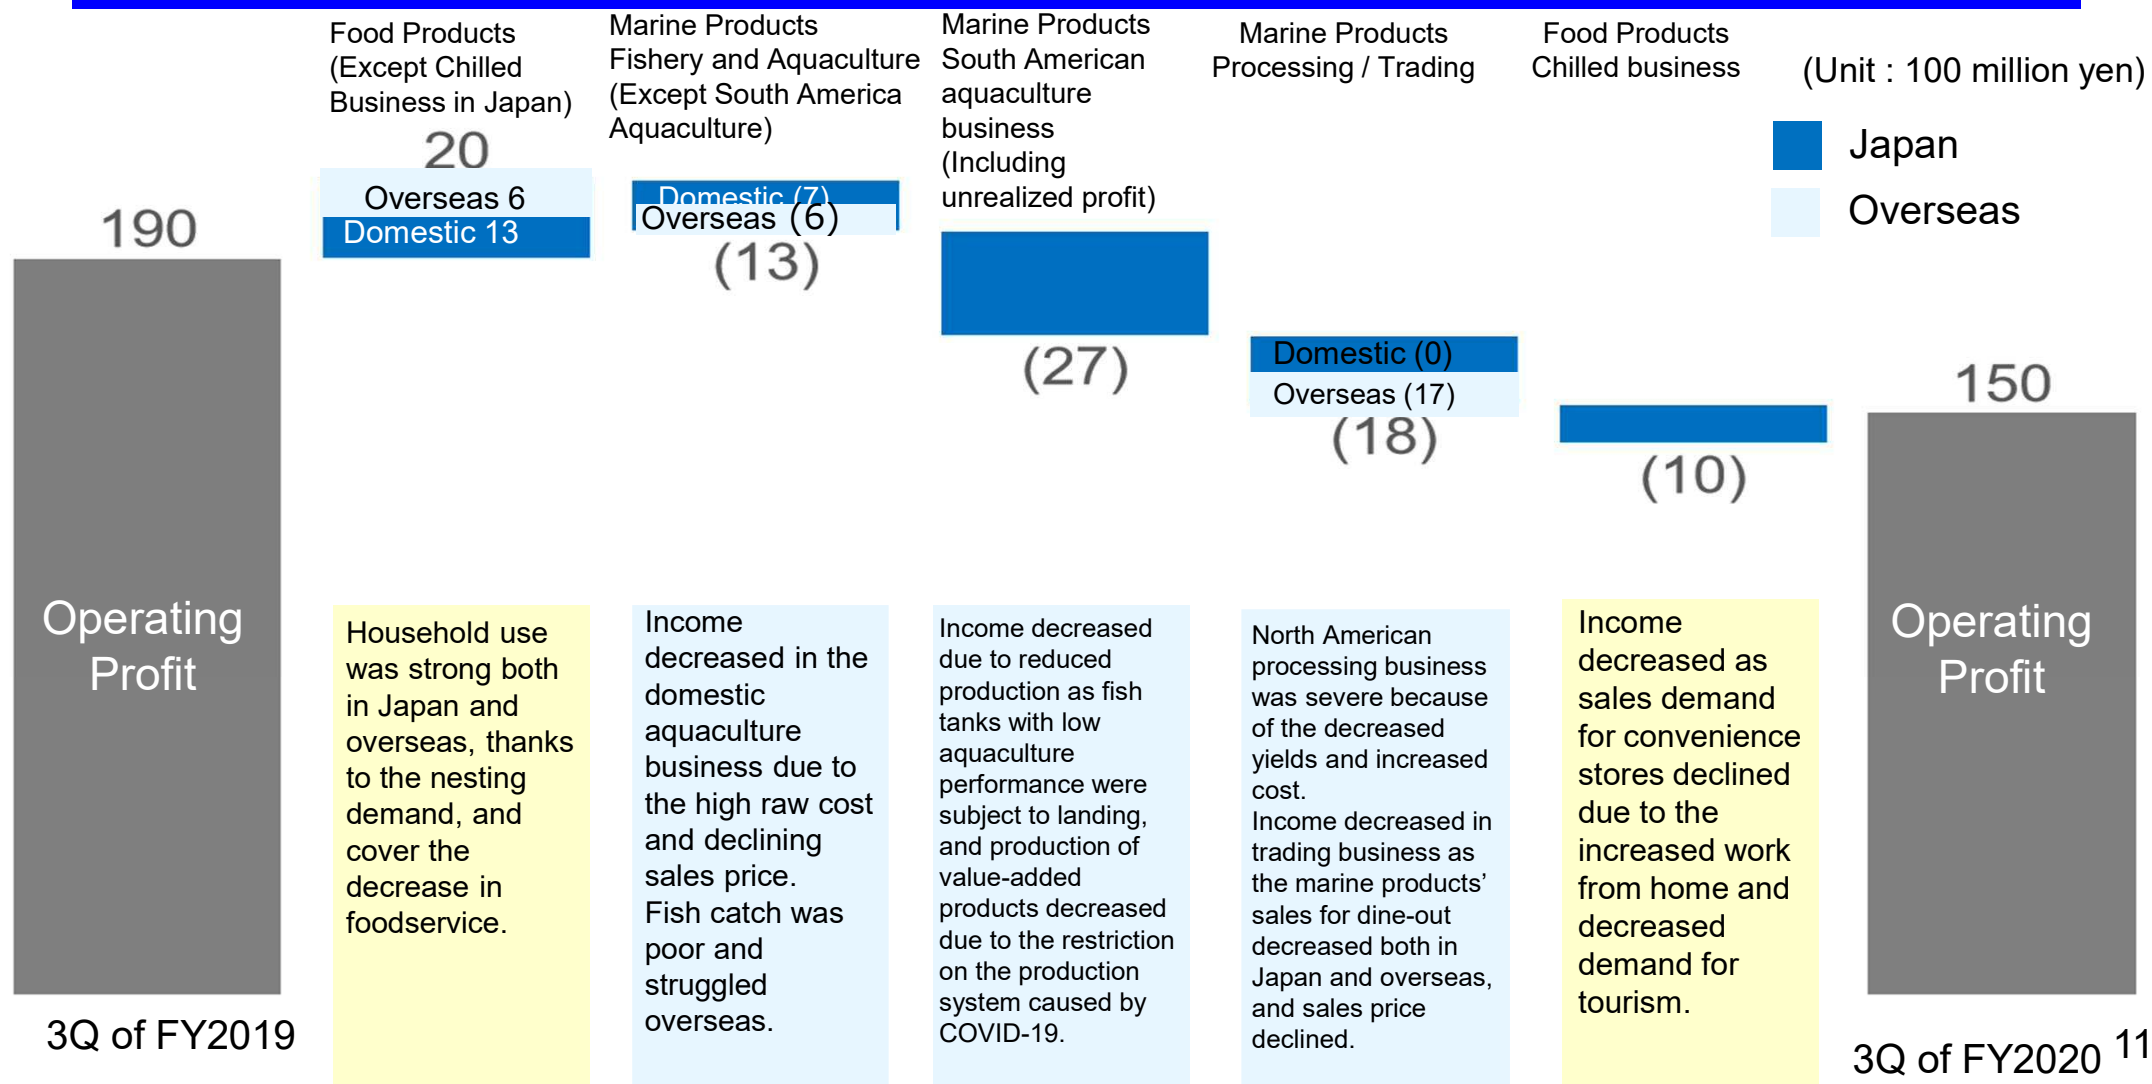 Food Products
(Except Chilled
Business in Japan)
Marine Products
Fishery and Aquaculture
(Except South America
Aquaculture)
Marine Products
South American
aquaculture
business
(Including
unrealized profit)
Marine Products
Processing / Trading
Food Products
Chilled business
(Unit : 100 million yen)
Japan
Overseas
190
20
Overseas 6
Domestic 13
Domestic (7)
Overseas (6)
(13)
(27)
Domestic (0)
Overseas (17)
(18)
(10)
150
Operating
Profit
Household use
was strong both
in Japan and
overseas, thanks
to the nesting
demand, and
cover the
decrease in
foodservice.
Income
decreased in the
domestic
aquaculture
business due to
the high raw cost
and declining
sales price.
Fish catch was
poor and
struggled
overseas.
Income decreased
due to reduced
production as fish
tanks with low
aquaculture
performance were
subject to landing,
and production of
value-added
products decreased
due to the restriction
on the production
system caused by
COVID-19.
North American
processing business
was severe because
of the decreased
yields and increased
cost.
Income decreased in
trading business as
the marine products’
sales for dine-out
decreased both in
Japan and overseas,
and sales price
declined.
Income
decreased as
sales demand
for convenience
stores declined
due to the
increased work
from home and
decreased
demand for
tourism.
Operating
Profit
3Q of FY2019
3Q of FY2020
11